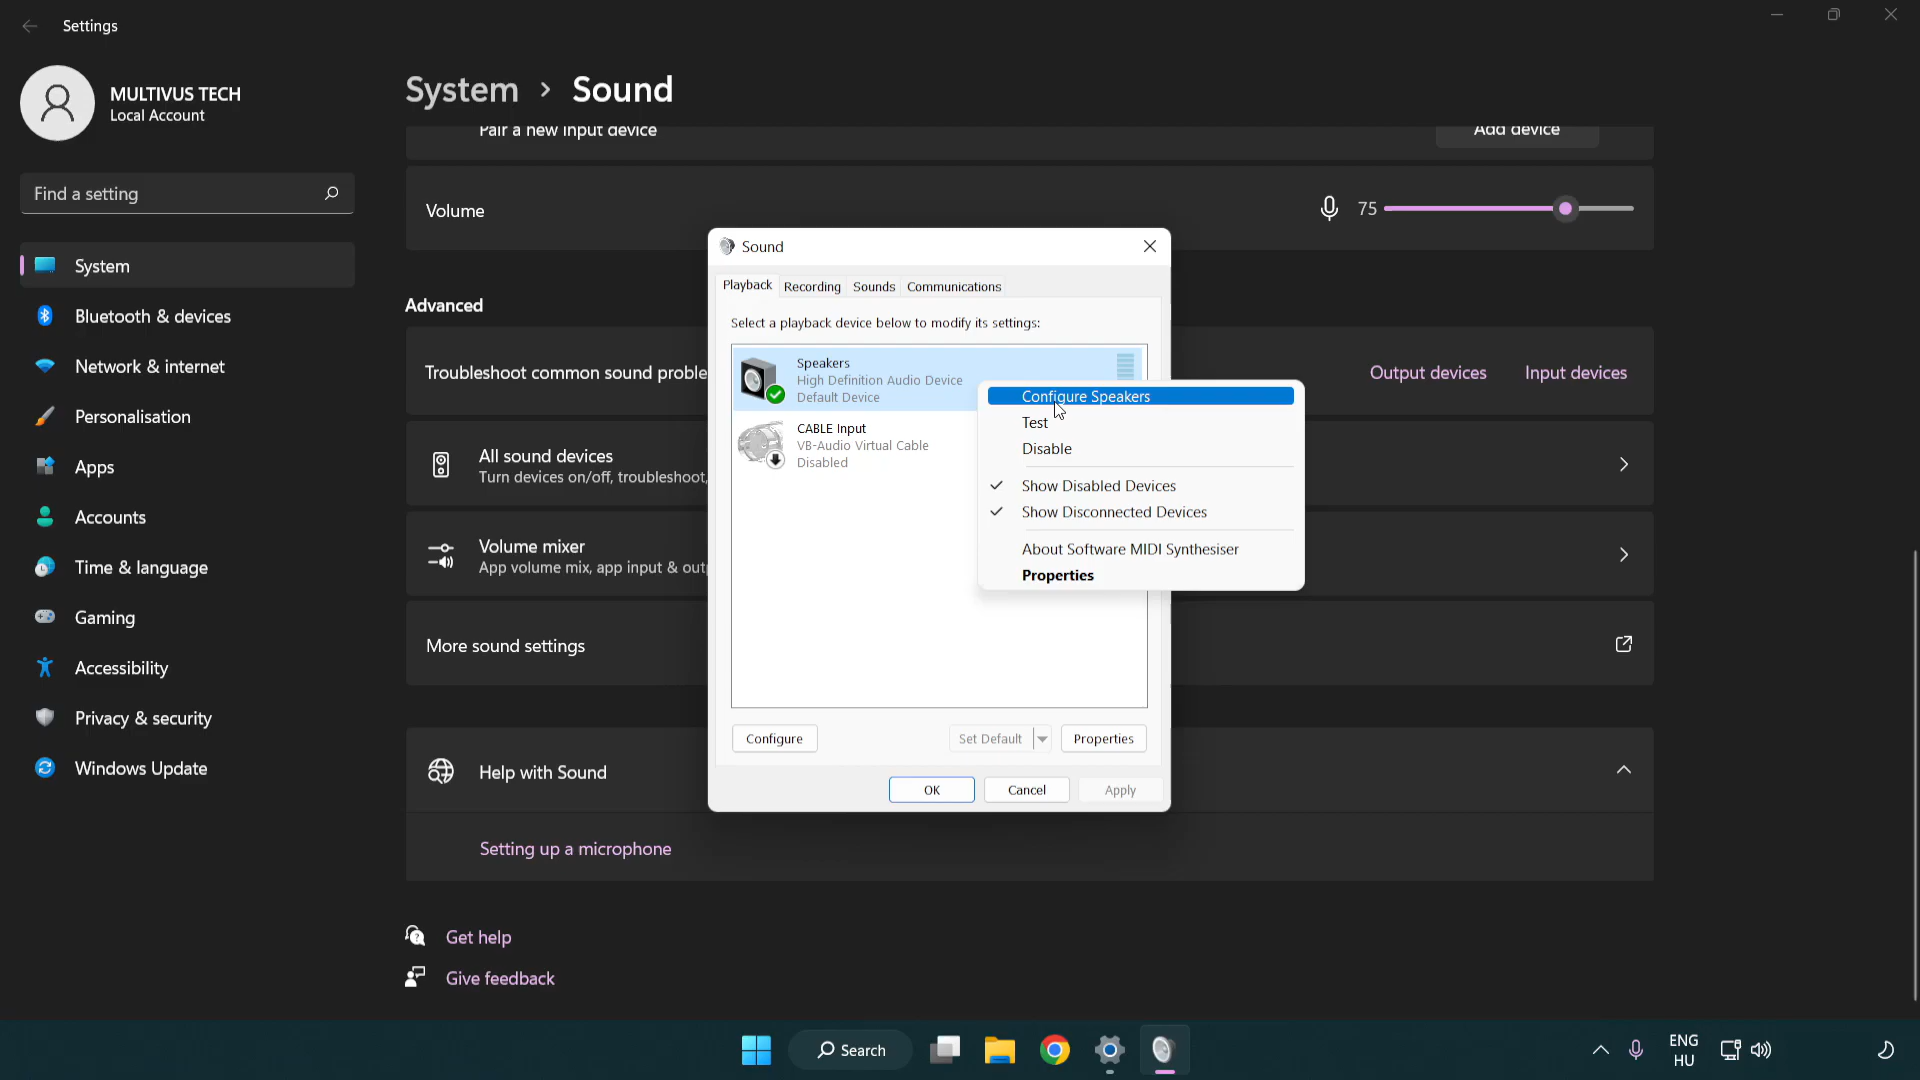 Settings
MULTIVUS TECH
Local Account
Find a setting
System
Bluetooth & devices
Network & internet
Personalisation
Apps
Accounts
Time & language
Gaming
Accessibility
Privacy & security
Windows Update
System › Sound
Pair a new input device
Add device
Volume
75
Advanced
Troubleshoot common sound proble
Output devices
Input devices
All sound devices
Turn devices on/off, troubleshoot,
Volume mixer
App volume mix, app input & outp
More sound settings
Help with Sound
Setting up a microphone
Get help
Give feedback
Sound
Playback
Recording
Sounds
Communications
Select a playback device below to modify its settings:
Speakers
High Definition Audio Device
Default Device
CABLE Input
VB-Audio Virtual Cable
Disabled
Configure Speakers
Test
Disable
Show Disabled Devices
Show Disconnected Devices
About Software MIDI Synthesiser
Properties
Configure
Set Default
Properties
OK
Cancel
Apply
Search
ENG
HU